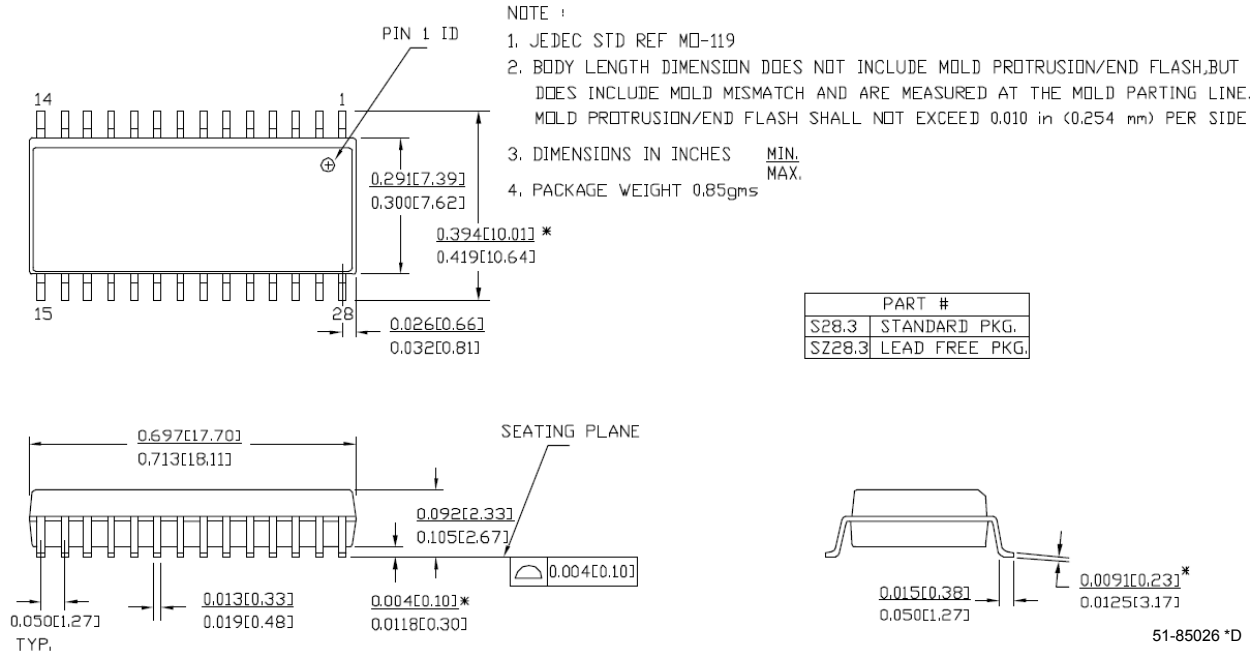 NOTE :
1. JEDEC STD REF MO-119
2. BODY LENGTH DIMENSION DOES NOT INCLUDE MOLD PROTRUSION/END FLASH,BUT
DOES INCLUDE MOLD MISMATCH AND ARE MEASURED AT THE MOLD PARTING LINE.
MOLD PROTRUSION/END FLASH SHALL NOT EXCEED 0.010 in (0.254 mm) PER SIDE
3. DIMENSIONS IN INCHES MIN.
MAX.
4. PACKAGE WEIGHT 0.85gms
PIN 1 ID
14 1
0.291[7.39]
0.300[7.62]
0.394[10.01] *
0.419[10.64]
15 28
0.026[0.66]
0.032[0.81]
PART #
S28.3 STANDARD PKG.
SZ28.3 LEAD FREE PKG.
0.697[17.70]
0.713[18.11]
SEATING PLANE
0.092[2.33]
0.105[2.67]
0.004[0.10]
0.050[1.27]
TYP.
0.013[0.33]
0.019[0.48]
0.004[0.10]*
0.0118[0.30]
0.015[0.38]
0.050[1.27]
0.0091[0.23]*
0.0125[3.17]
51-85026 *D